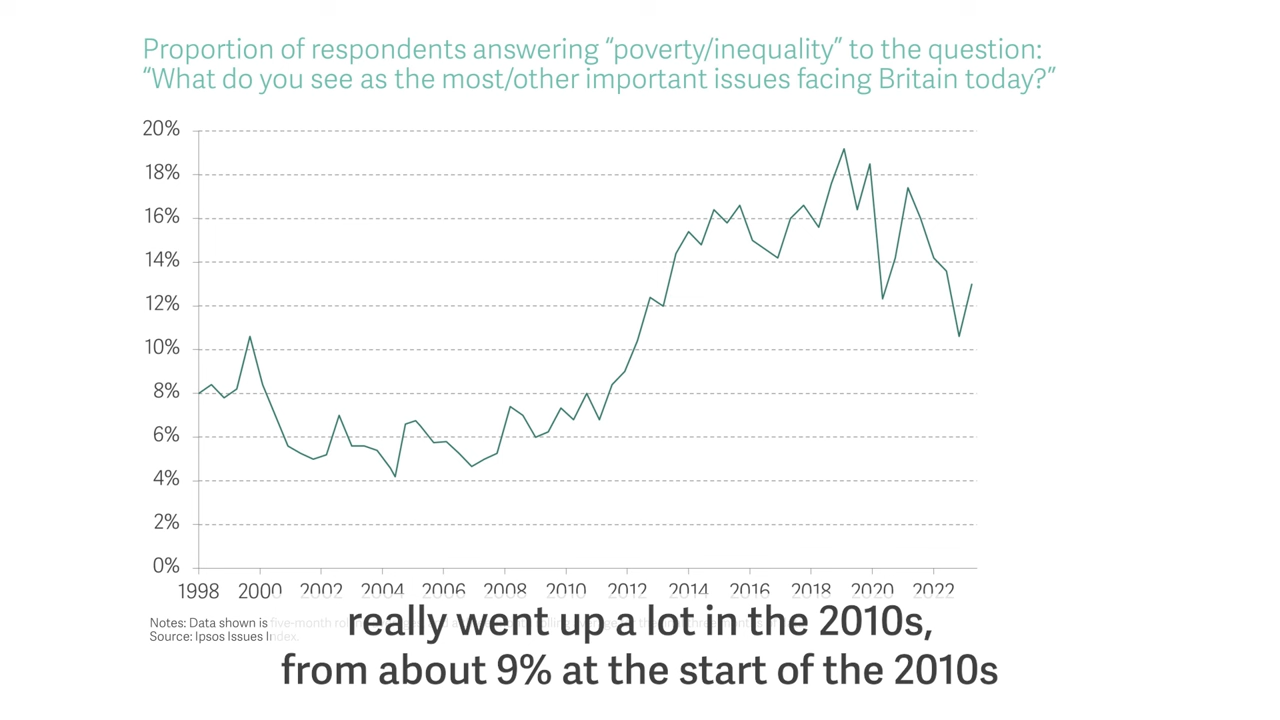 Proportion of respondents answering “poverty/inequality” to the question:
“What do you see as the most/other important issues facing Britain today?”
20%
18%
16%
14%
12%
10%
8%
6%
4%
2%
0%
1998 2000 2002 2004 2006 2008 2010 2012 2014 2016 2018 2020 2022
Notes: Data shown is five-month
Source: Ipsos Issues Index.
really went up a lot in the 2010s,
from about 9% at the start of the 2010s